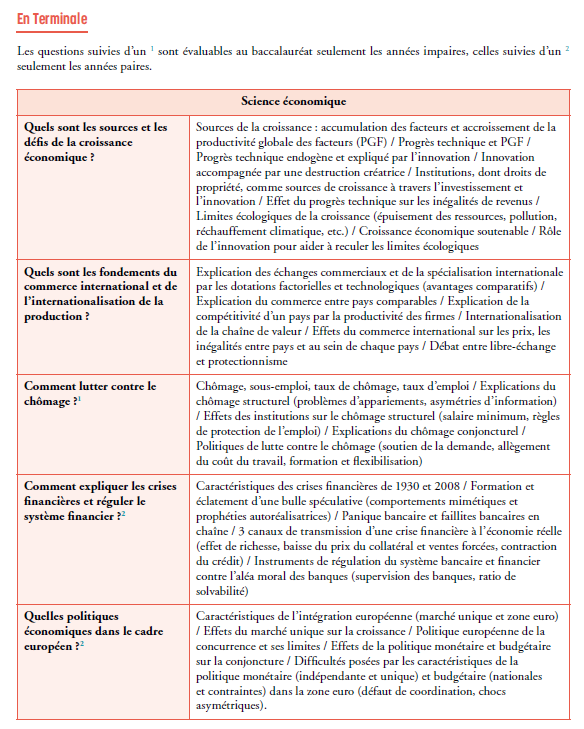 En Terminale
Les questions suivies d'un ¹ sont évaluables au baccalauréat seulement les années impaires, celles suivies d'un ²
seulement les années paires.
Science économique
Quels sont les sources et les
défis de la croissance
économique ?
Sources de la croissance : accumulation des facteurs et accroissement de la
productivité globale des facteurs (PGF) / Progrès technique et PGF /
Progrès technique endogène et expliqué par l'innovation / Innovation
accompagnée par une destruction créatrice / Institutions, dont droits de
propriété, comme sources de croissance à travers l'investissement et
l'innovation / Effet du progrès technique sur les inégalités de revenus /
Limites écologiques de la croissance (épuisement des ressources, pollution,
réchauffement climatique, etc.) / Croissance économique soutenable / Rôle
de l'innovation pour aider à reculer les limites écologiques
Quels sont les fondements du
commerce international et de
l'internationalisation de la
production ?
Explication des échanges commerciaux et de la spécialisation internationale
par les dotations factorielles et technologiques (avantages comparatifs) /
Explication du commerce entre pays comparables / Explication de la
compétitivité d'un pays par la productivité des firmes / Internationalisation
de la chaîne de valeur / Effets du commerce international sur les prix, les
inégalités entre pays et au sein de chaque pays / Débat entre libre-échange
et protectionnisme
Comment lutter contre le
chômage ?¹
Chômage, sous-emploi, taux de chômage, taux d'emploi / Explications du
chômage structurel (problèmes d'appariements, asymétries d'information)
/ Effets des institutions sur le chômage structurel (salaire minimum, règles
de protection de l'emploi) / Explications du chômage conjoncturel /
Politiques de lutte contre le chômage (soutien de la demande, allègement
du coût du travail, formation et flexibilisation)
Comment expliquer les crises
financières et réguler le
système financier ?²
Caractéristiques des crises financières de 1930 et 2008 / Formation et
éclatement d'une bulle spéculative (comportements mimétiques et
prophéties autoréalisatrices) / Panique bancaire et faillites bancaires en
chaîne / 3 canaux de transmission d'une crise financière à l'économie réelle
(effet de richesse, baisse du prix du collatéral et ventes forcées, contraction
du crédit) / Instruments de régulation du système bancaire et financier
contre l'aléa moral des banques (supervision des banques, ratio de
solvabilité)
Quelles politiques
économiques dans le cadre
européen ?²
Caractéristiques de l'intégration européenne (marché unique et zone euro)
/ Effets du marché unique sur la croissance / Politique européenne de la
concurrence et ses limites / Effets de la politique monétaire et budgétaire
sur la conjoncture / Difficultés posées par les caractéristiques de la
politique monétaire (indépendante et unique) et budgétaire (nationales
et contraintes) dans la zone euro (défaut de coordination, chocs
asymétriques).